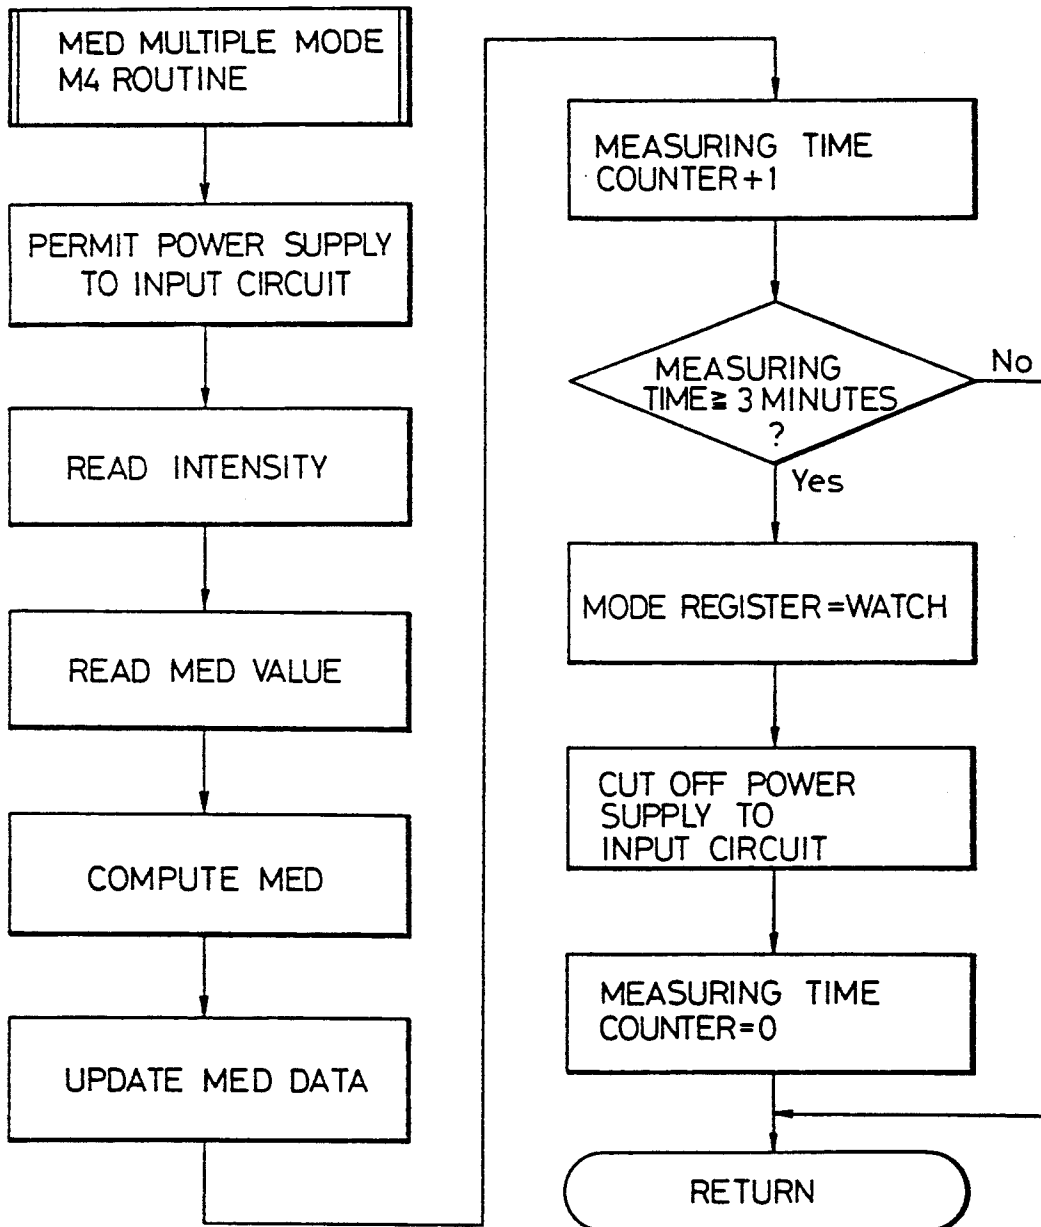 MED MULTIPLE MODE
M4 ROUTINE
PERMIT POWER SUPPLY
TO INPUT CIRCUIT
READ INTENSITY
READ MED VALUE
COMPUTE MED
UPDATE MED DATA
MEASURING TIME
COUNTER+1
MEASURING
TIME≧3 MINUTES
?
No
Yes
MODE REGISTER=WATCH
CUT OFF POWER
SUPPLY TO
INPUT CIRCUIT
MEASURING TIME
COUNTER=0
RETURN